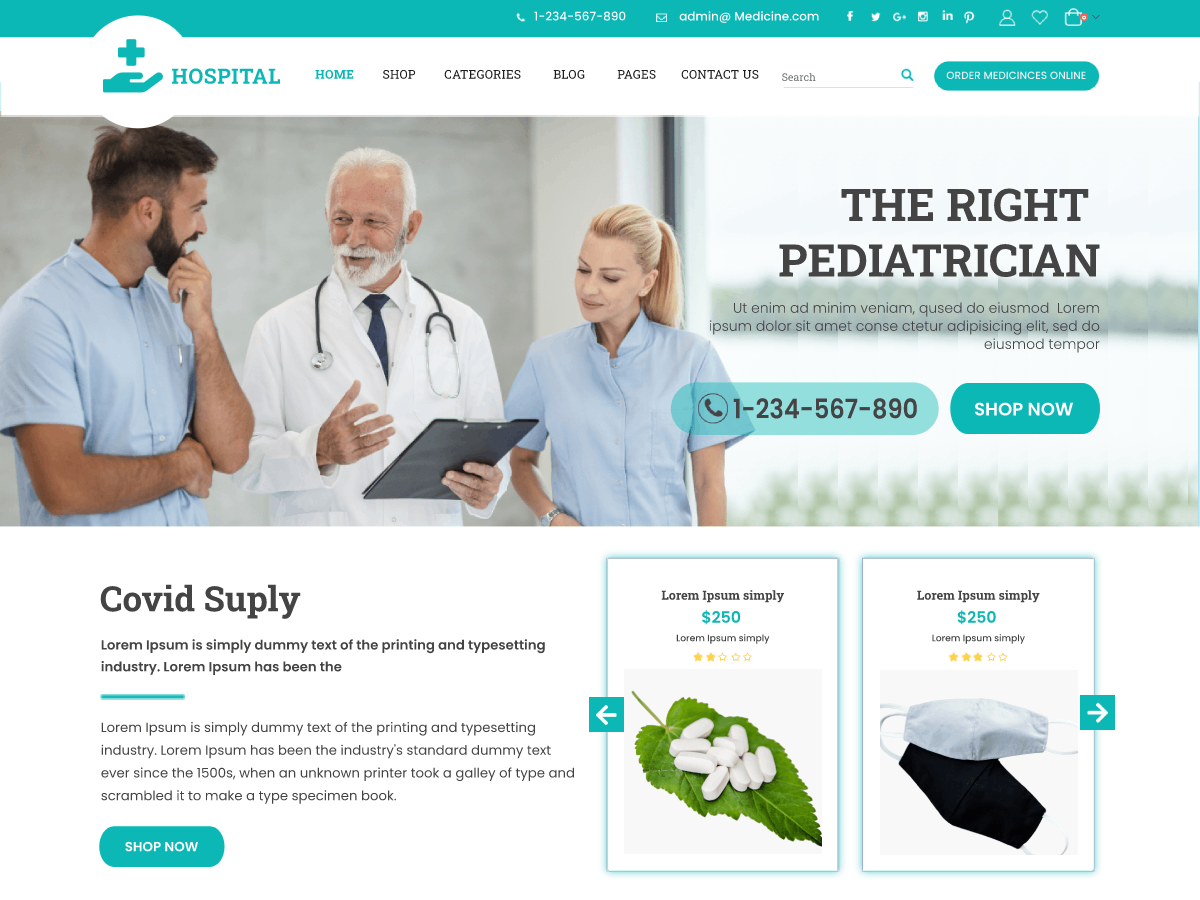 1-234-567-890
admin@ Medicine.com
HOSPITAL
HOME
SHOP
CATEGORIES
BLOG
PAGES
CONTACT US
Search
ORDER MEDICINCES ONLINE
THE RIGHT
PEDIATRICIAN
Ut enim ad minim veniam, qused do eiusmod Lorem
ipsum dolor sit amet conse ctetur adipisicing elit, sed do
eiusmod tempor
1-234-567-890
SHOP NOW
Covid Suply
Lorem Ipsum is simply dummy text of the printing and typesetting
industry. Lorem Ipsum has been the
Lorem Ipsum is simply dummy text of the printing and typesetting
industry. Lorem Ipsum has been the industry's standard dummy text
ever since the 1500s, when an unknown printer took a galley of type and
scrambled it to make a type specimen book.
SHOP NOW
Lorem Ipsum simply
$250
Lorem Ipsum simply
Lorem Ipsum simply
$250
Lorem Ipsum simply